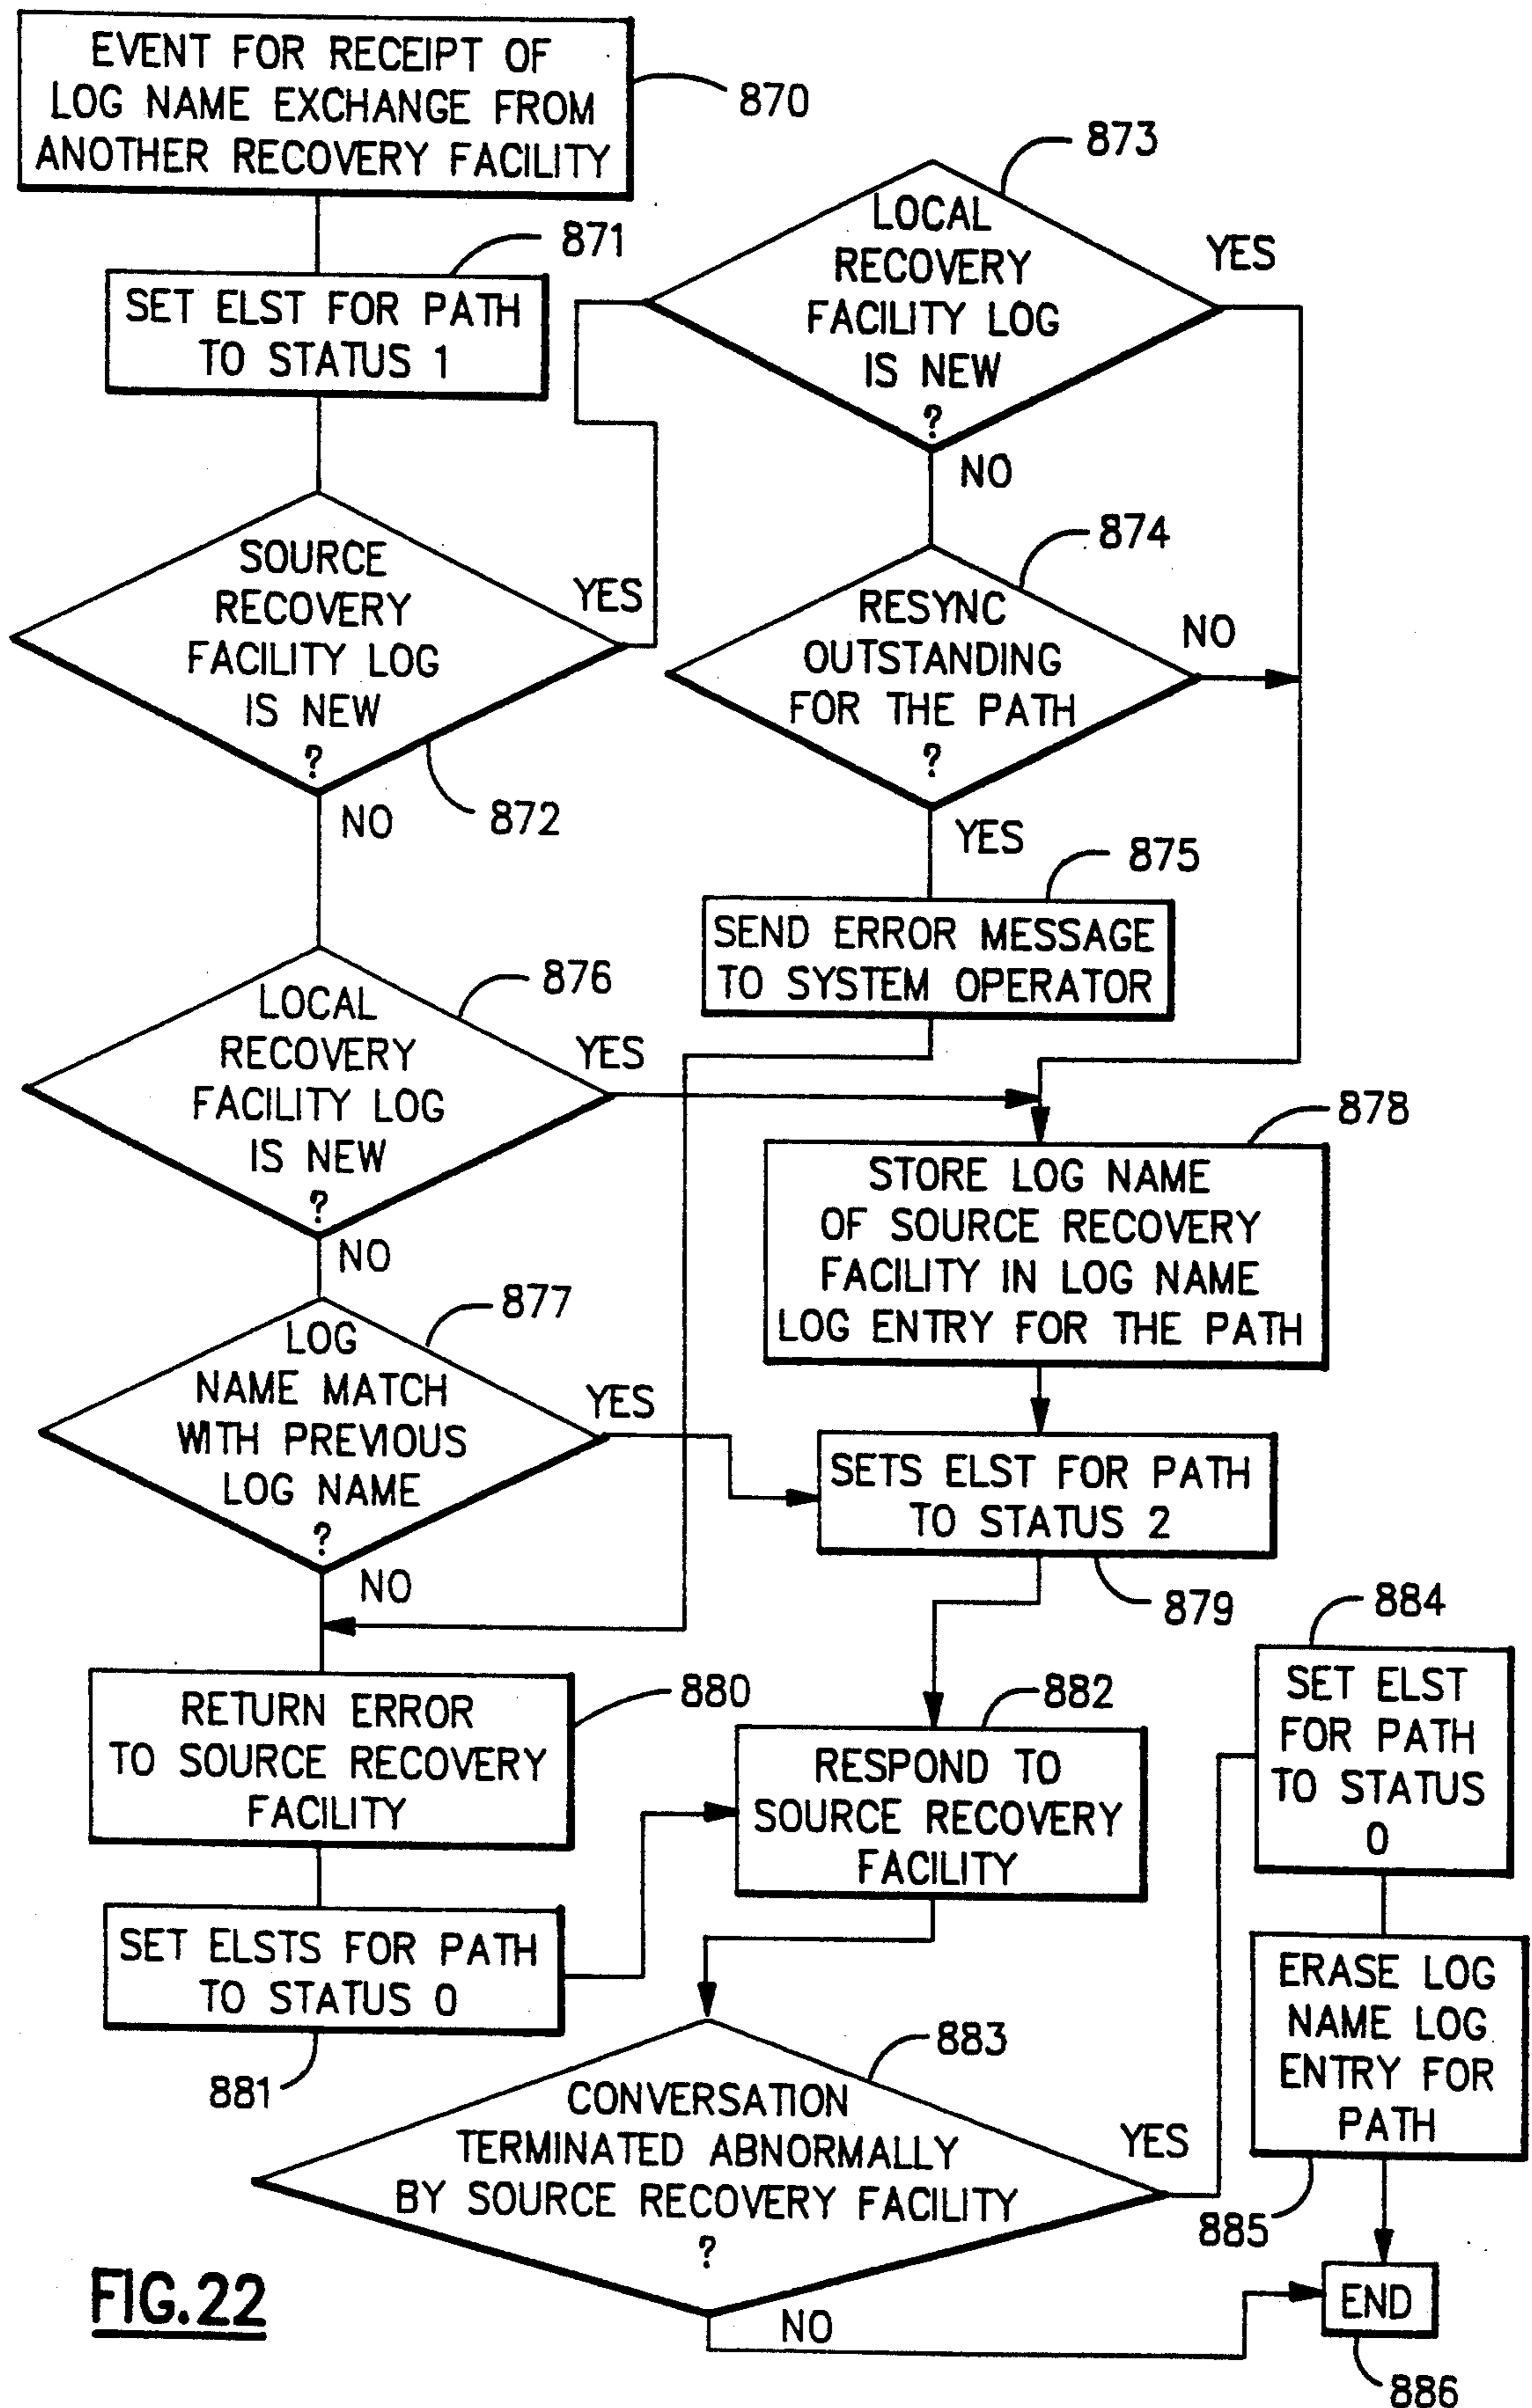 EVENT FOR RECEIPT OF
LOG NAME EXCHANGE FROM
ANOTHER RECOVERY FACILITY
870
871
SET ELST FOR PATH
TO STATUS 1
SOURCE
RECOVERY
FACILITY LOG
IS NEW
?
YES
NO
872
873
LOCAL
RECOVERY
FACILITY LOG
IS NEW
?
YES
NO
874
RESYNC
OUTSTANDING
FOR THE PATH
?
NO
YES
875
SEND ERROR MESSAGE
TO SYSTEM OPERATOR
876
LOCAL
RECOVERY
FACILITY LOG
IS NEW
?
YES
NO
877
LOG
NAME MATCH
WITH PREVIOUS
LOG NAME
?
YES
NO
878
STORE LOG NAME
OF SOURCE RECOVERY
FACILITY IN LOG NAME
LOG ENTRY FOR THE PATH
SETS ELST FOR PATH
TO STATUS 2
879
RETURN ERROR
TO SOURCE RECOVERY
FACILITY
880
SET ELSTS FOR PATH
TO STATUS 0
881
882
RESPOND TO
SOURCE RECOVERY
FACILITY
883
CONVERSATION
TERMINATED ABNORMALLY
BY SOURCE RECOVERY FACILITY
?
YES
NO
884
SET ELST
FOR PATH
TO STATUS
0
ERASE LOG
NAME LOG
ENTRY FOR
PATH
885
END
886
FIG.22